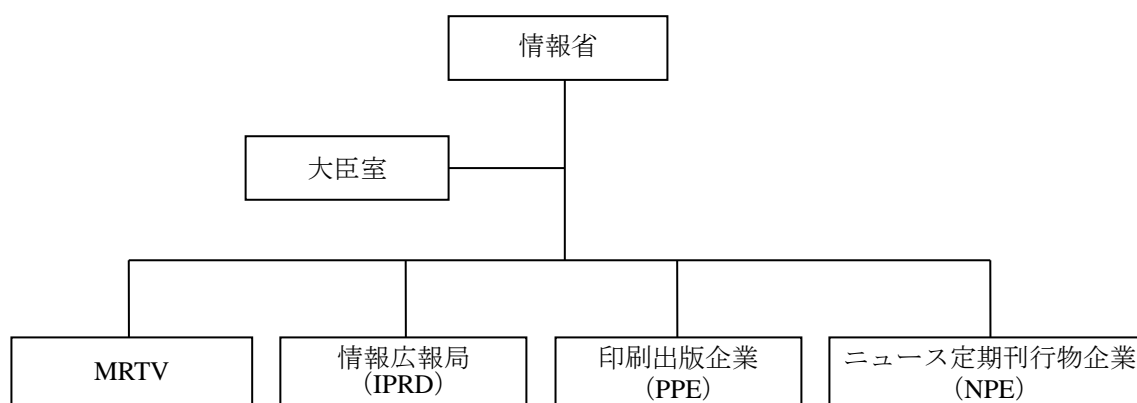 情報省
大臣室
MRTV
情報広報局
（IPRD）
印刷出版企業
(PPE)
ニュース定期刊行物企業
(NPE)